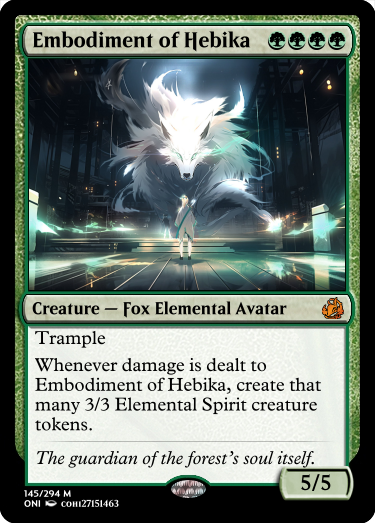 Embodiment of Hebika
Creature — Fox Elemental Avatar
Trample
Whenever damage is dealt to
Embodiment of Hebika, create that
many 3/3 Elemental Spirit creature
tokens.
The guardian of the forest's soul itself.
5/5
145/294 M
ONI COH127151463